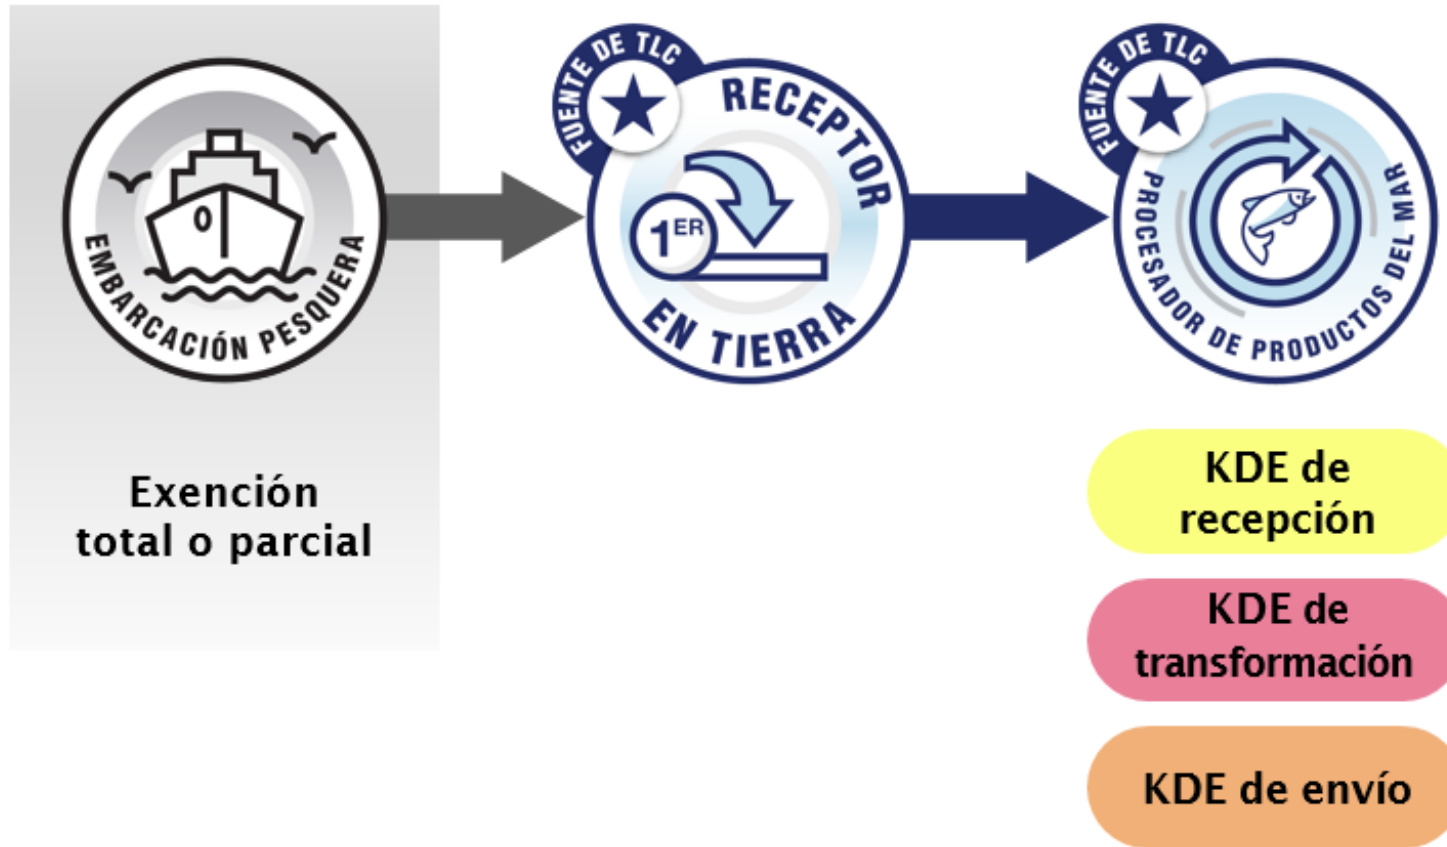 EMBARCACIÓN PESQUERA
Exención
total o parcial
FUENTE DE TLC
RECEPTOR
1ER
EN TIERRA
FUENTE DE TLC
PROCESADOR DE PRODUCTOS DEL MAR
KDE de
recepción
KDE de
transformación
KDE de envío